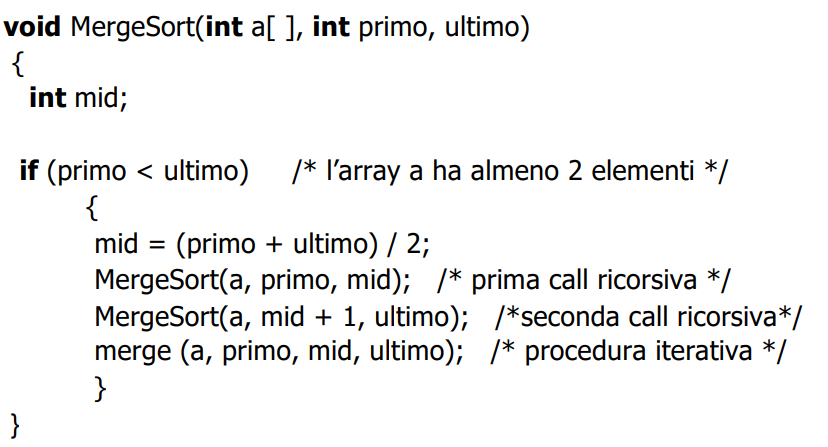 void MergeSort(int a[ ], int primo, ultimo)
{
int mid;
if (primo < ultimo) /* l’array a ha almeno 2 elementi */
{
mid = (primo + ultimo) / 2;
MergeSort(a, primo, mid); /* prima call ricorsiva */
MergeSort(a, mid + 1, ultimo); /*seconda call ricorsiva*/
merge (a, primo, mid, ultimo); /* procedura iterativa */
}
}